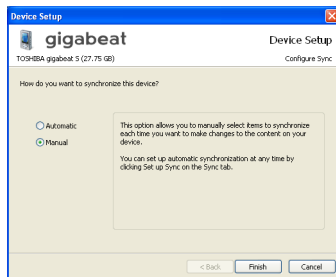 Device Setup
gigabeat
Device Setup
TOSHIBA gigabeat S (27.75 GB)
Configure Sync
How do you want to synchronize this device?
Automatic
Manual
This option allows you to manually select items to synchronize
each time you want to make changes to the content on your
device.
You can set up automatic synchronization at any time by
clicking Set up Sync on the Sync tab.
< Back
Finish
Cancel